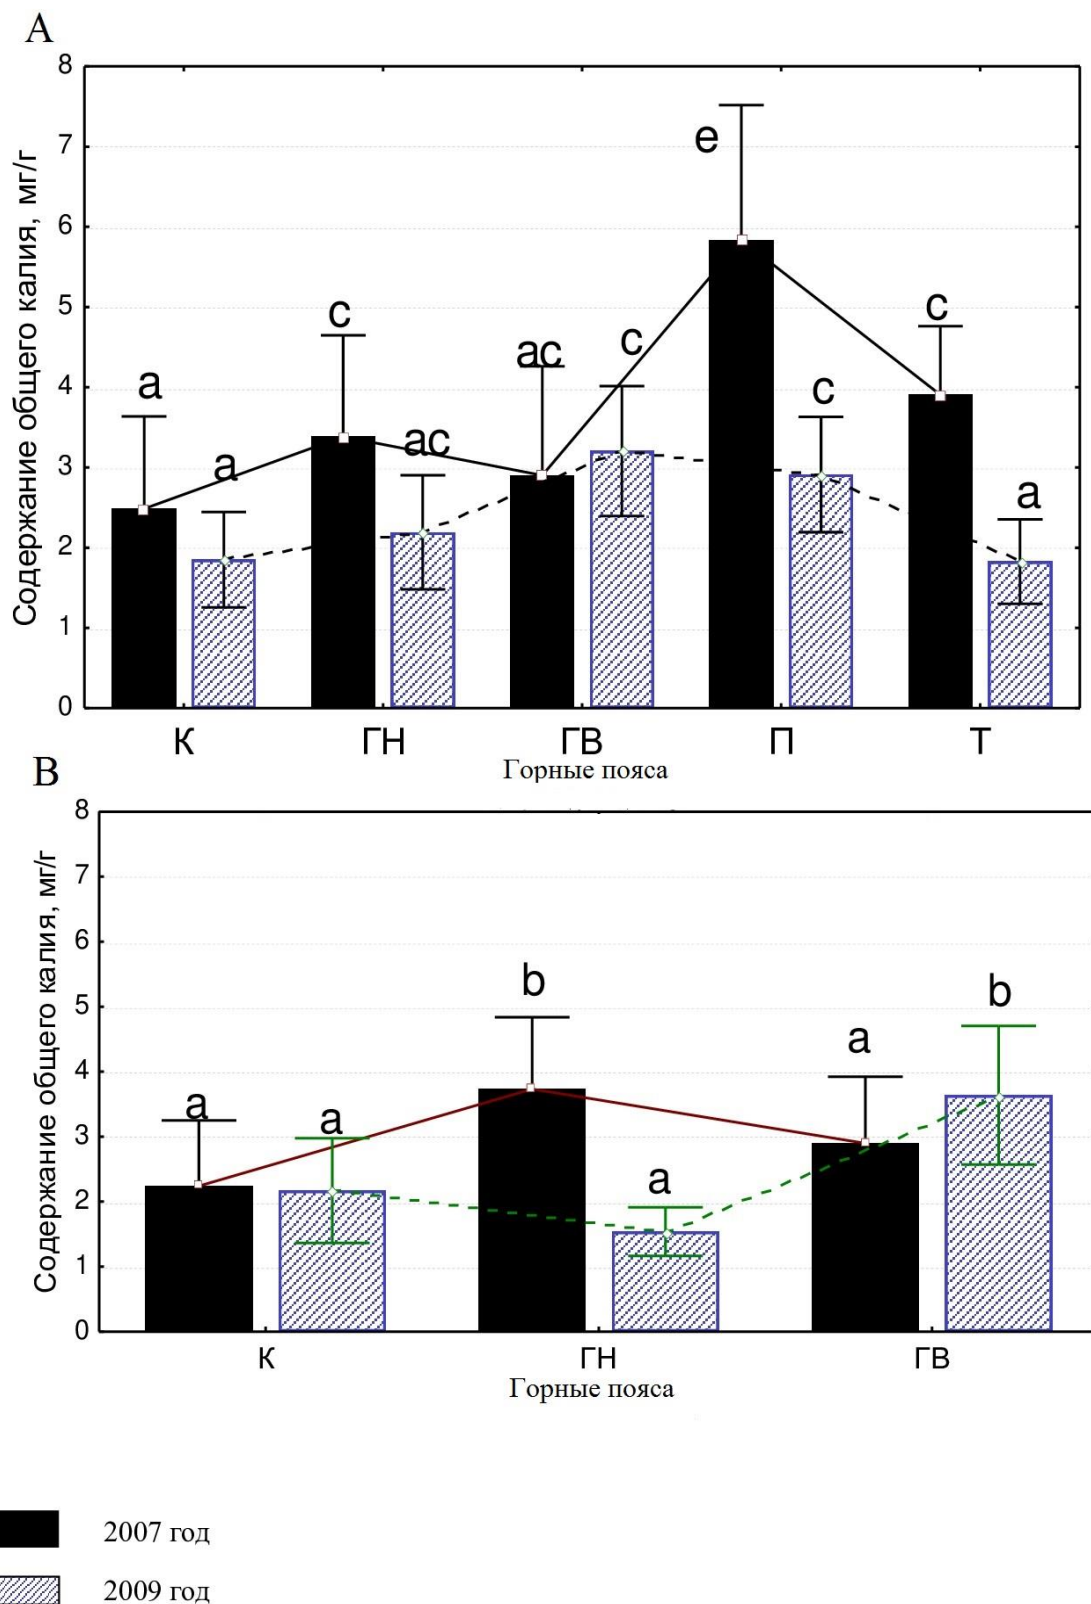 A
Содержание общего калия, мг/г
8
7
6
5
4
3
2
1
0
a
a
c
ac
ac
c
e
c
c
a
К ГН ГВ П Т
Горные пояса
B
Содержание общего калия, мг/г
8
7
6
5
4
3
2
1
0
a
a
b
a
a
b
К ГН ГВ
Горные пояса
2007 год
2009 год